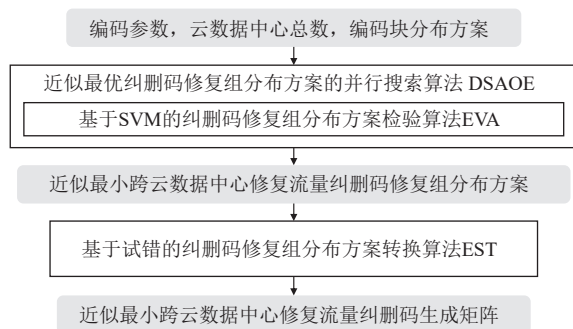 编码参数，云数据中心总数，编码块分布方案
近似最优纠删码修复组分布方案的并行搜索算法 DSAOE
基于SVM的纠删码修复组分布方案检验算法EVA
近似最小跨云数据中心修复流量纠删码修复组分布方案
基于试错的纠删码修复组分布方案转换算法EST
近似最小跨云数据中心修复流量纠删码生成矩阵